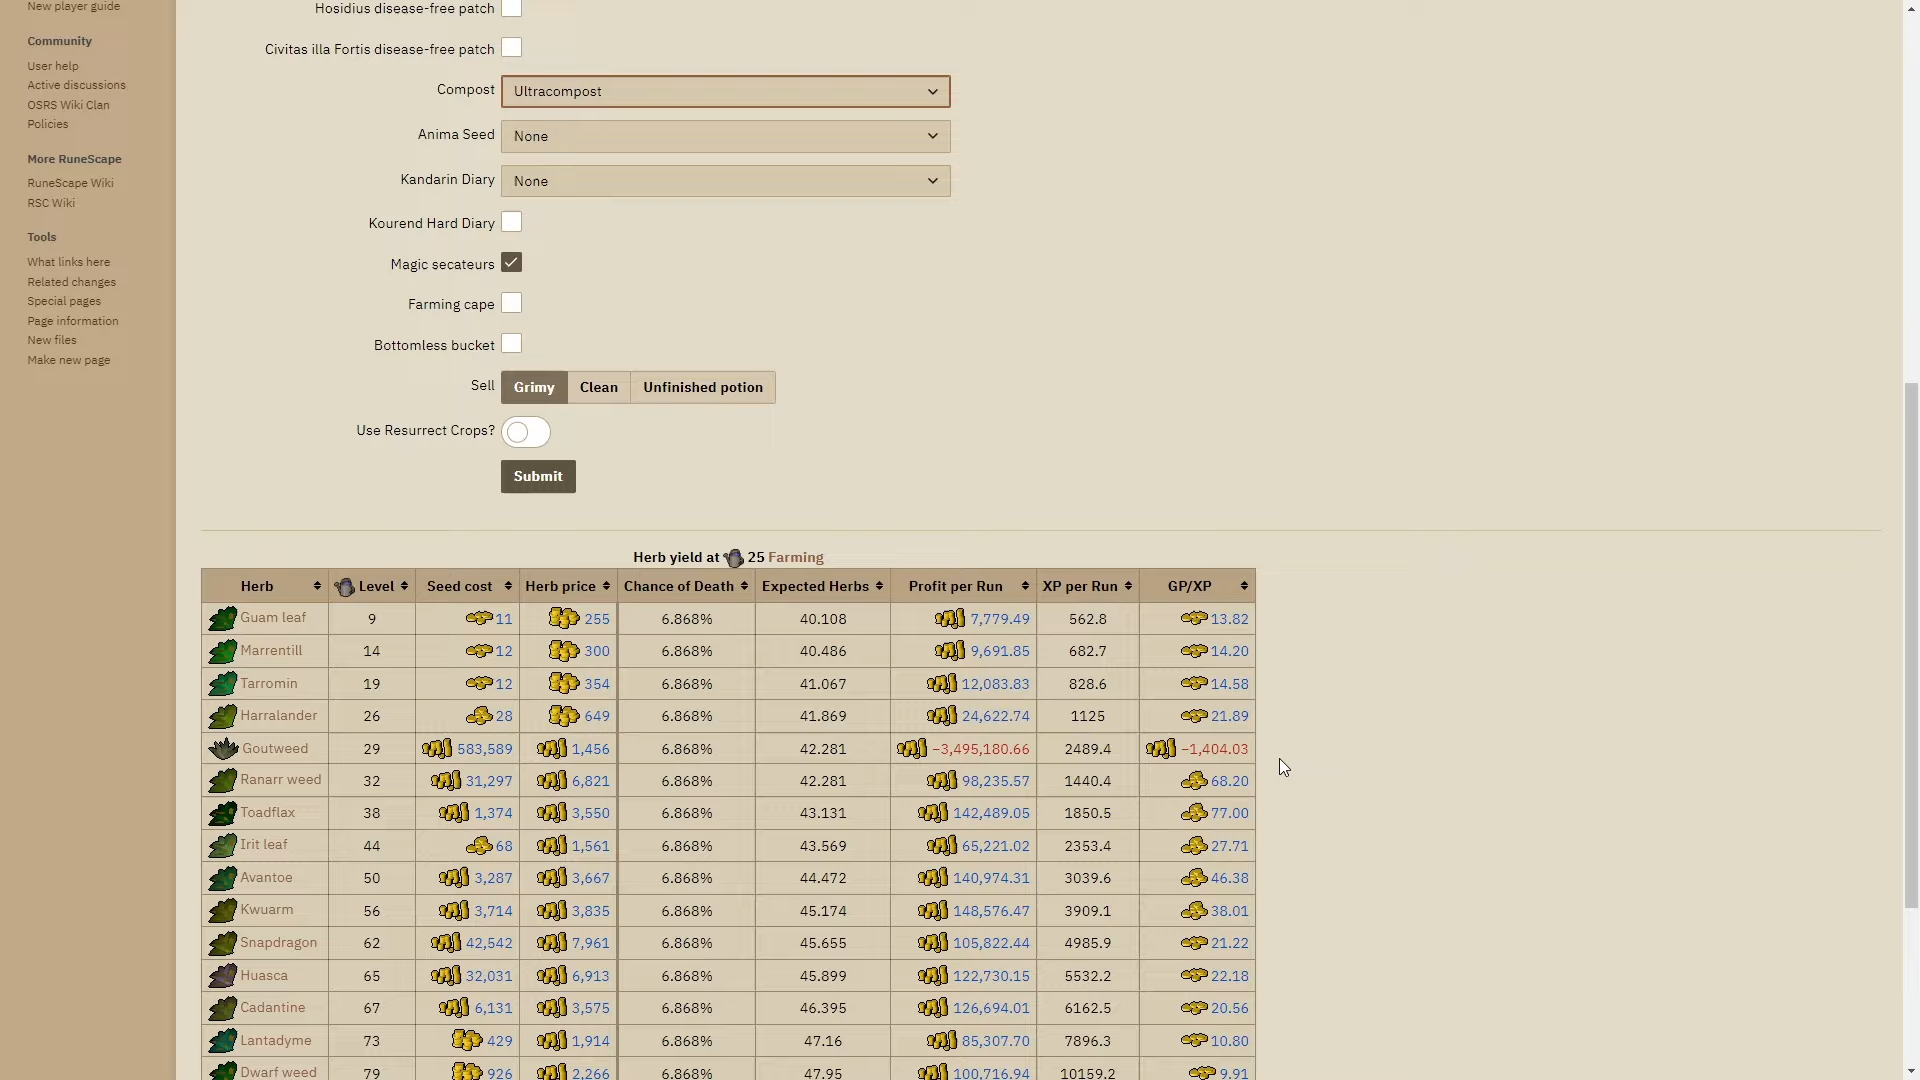 New player guide
Community
User help
Active discussions
OSRS Wiki Clan
Policies
More RuneScape
RuneScape Wiki
RSC Wiki
Tools
What links here
Related changes
Special pages
Page information
New files
Make new page
Hosidius disease-free patch
Civitas illa Fortis disease-free patch
Compost Ultracompost
Anima Seed None
Kandarin Diary None
Kourend Hard Diary
Magic secateurs
Farming cape
Bottomless bucket
Sell Grimy Clean Unfinished potion
Use Resurrect Crops?
Submit
Herb yield at 25 Farming
Herb Level Seed cost Herb price Chance of Death Expected Herbs Profit per Run XP per Run GP/XP
Guam leaf 9 11 255 6.868% 40.108 7,779.49 562.8 13.82
Marrentill 14 12 300 6.868% 40.486 9,691.85 682.7 14.20
Tarromin 19 12 354 6.868% 41.067 12,083.83 828.6 14.58
Harralander 26 28 649 6.868% 41.869 24,622.74 1125 21.89
Goutweed 29 583,589 1,456 6.868% 42.281 −3,495,180.66 2489.4 −1,404.03
Ranarr weed 32 31,297 6,821 6.868% 42.281 98,235.57 1440.4 68.20
Toadflax 38 1,374 3,550 6.868% 43.131 142,489.05 1850.5 77.00
Irit leaf 44 68 1,561 6.868% 43.569 65,221.02 2353.4 27.71
Avantoe 50 3,287 3,667 6.868% 44.472 140,974.31 3039.6 46.38
Kwuarm 56 3,714 3,835 6.868% 45.174 148,576.47 3909.1 38.01
Snapdragon 62 42,542 7,961 6.868% 45.655 105,822.44 4985.9 21.22
Huasca 65 32,031 6,913 6.868% 45.899 122,730.15 5532.2 22.18
Cadantine 67 6,131 3,575 6.868% 46.395 126,694.01 6162.5 20.56
Lantadyme 73 429 1,914 6.868% 47.16 85,307.70 7896.3 10.80
Dwarf weed 79 926 2,266 6.868% 47.95 100,716.94 10159.2 9.91